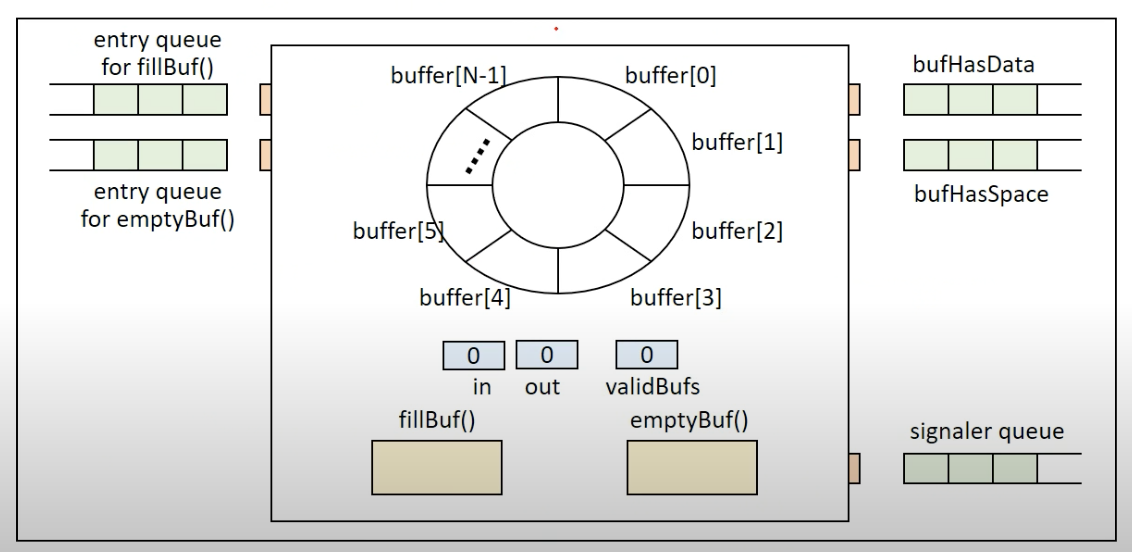 entry queue
for fillBuf()
entry queue
for emptyBuf()
buffer[N-1]
buffer[0]
buffer[1]
buffer[2]
buffer[3]
buffer[4]
buffer[5]
0
0
0
in
out
validBufs
fillBuf()
emptyBuf()
bufHasData
bufHasSpace
signaler queue